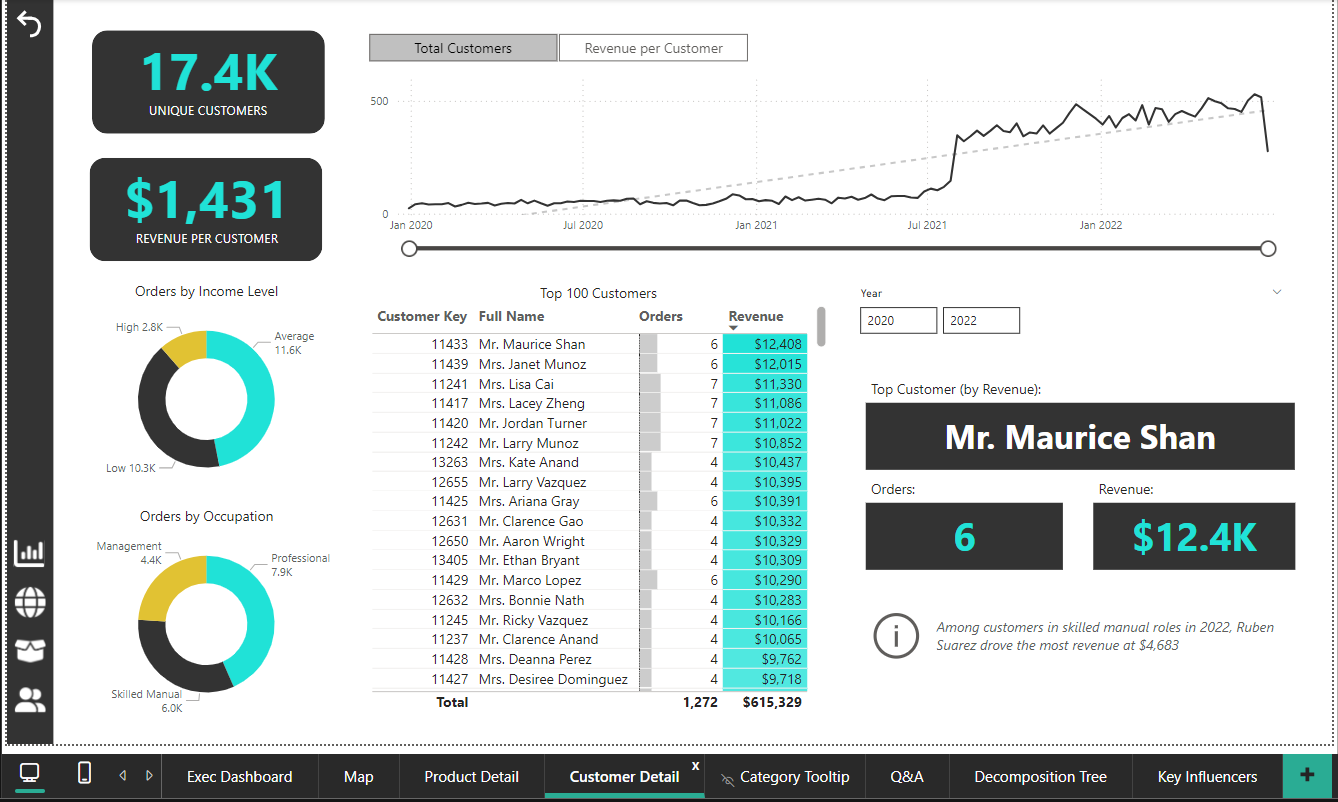 17.4K
UNIQUE CUSTOMERS
$1,431
REVENUE PER CUSTOMER
Total Customers
Revenue per Customer
500
0
Jan 2020
Jul 2020
Jan 2021
Jul 2021
Jan 2022
Orders by Income Level
High 2.8K
Average
11.6K
Low 10.3K
Orders by Occupation
Management
4.4K
Professional
7.9K
Skilled Manual
6.0K
Top 100 Customers
Customer Key Full Name Orders Revenue
11433 Mr. Maurice Shan 6 $12,408
11439 Mrs. Janet Munoz 6 $12,015
11241 Mrs. Lisa Cai 7 $11,330
11417 Mrs. Lacey Zheng 7 $11,086
11420 Mr. Jordan Turner 7 $11,022
11242 Mr. Larry Munoz 7 $10,852
13263 Mrs. Kate Anand 4 $10,437
12655 Mr. Larry Vazquez 4 $10,395
11425 Mrs. Ariana Gray 6 $10,391
12631 Mr. Clarence Gao 4 $10,332
12650 Mr. Aaron Wright 4 $10,329
13405 Mr. Ethan Bryant 4 $10,309
11429 Mr. Marco Lopez 6 $10,290
12632 Mrs. Bonnie Nath 4 $10,283
11245 Mr. Ricky Vazquez 4 $10,166
11237 Mr. Clarence Anand 4 $10,065
11428 Mrs. Deanna Perez 4 $9,762
11427 Mrs. Desiree Dominguez 4 $9,718
Total 1,272 $615,329
Year
2020
2022
Top Customer (by Revenue):
Mr. Maurice Shan
Orders:
6
Revenue:
$12.4K
i
Among customers in skilled manual roles in 2022, Ruben
Suarez drove the most revenue at $4,683
Exec Dashboard
Map
Product Detail
Customer Detail
x
Category Tooltip
Q&A
Decomposition Tree
Key Influencers
+